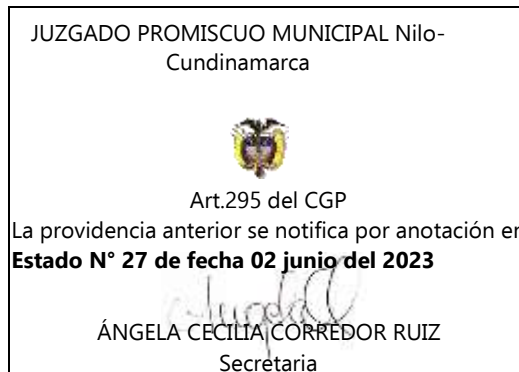 JUZGADO PROMISCUO MUNICIPAL Nilo-
Cundinamarca
Art.295 del CGP
La providencia anterior se notifica por anotación en
Estado N° 27 de fecha 02 junio del 2023
ÁNGELA CECILIA CORREDOR RUIZ
Secretaria